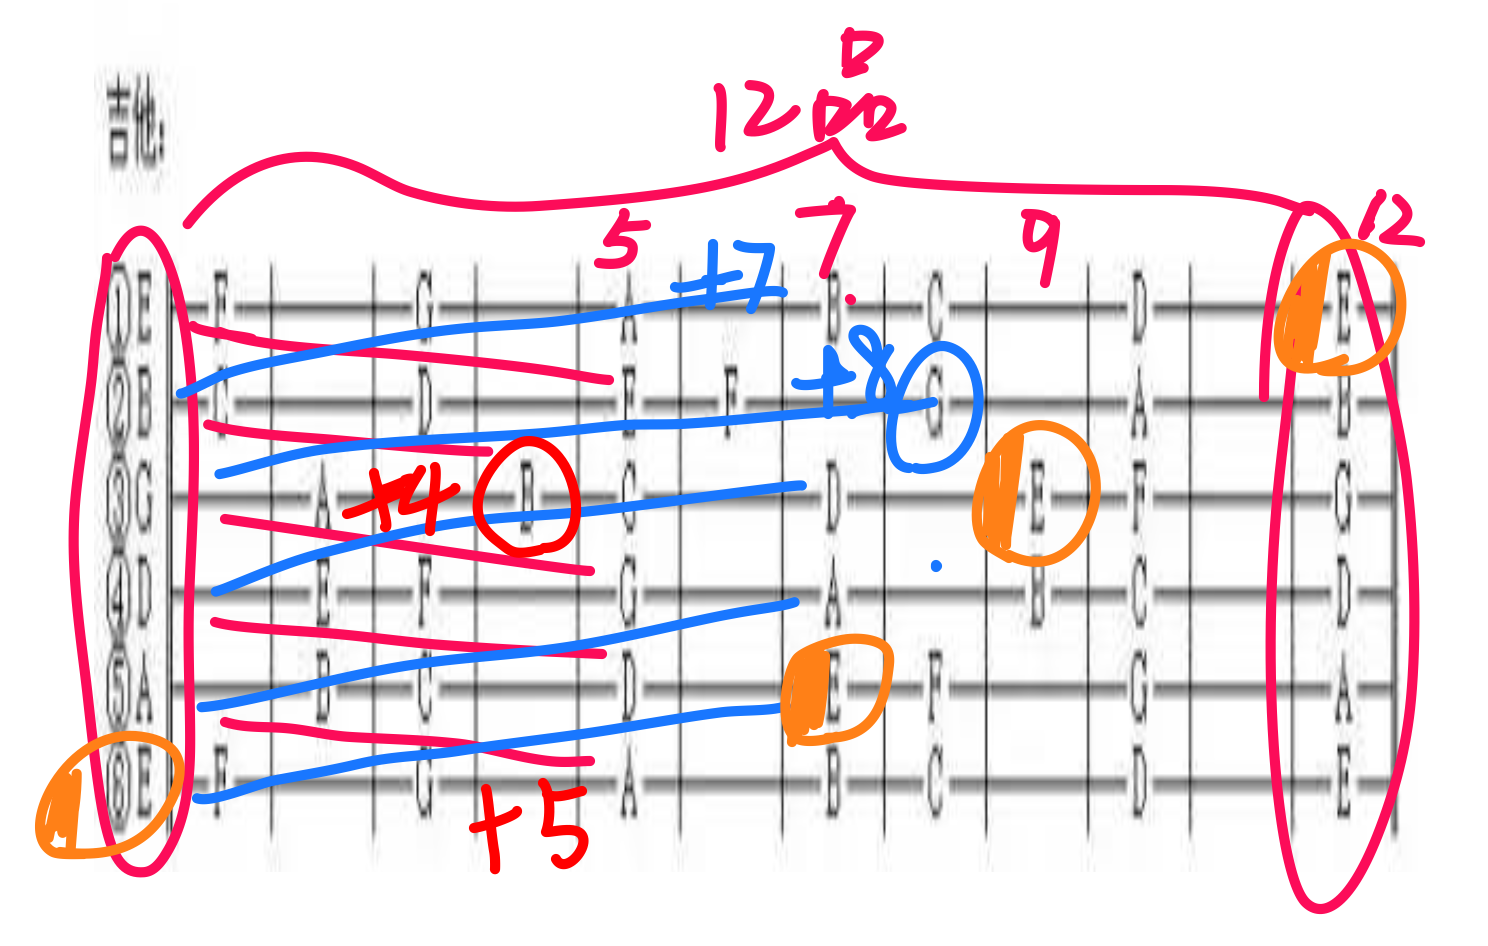 12品
吉他:
5 7 9 12
+7
①E F G A B C D E
+8
②B C D E F G A B
+4
③G A B C D E F G
④D E F G A B C D
⑤A B C D E F G A
⑥E F G A B C D E
+5